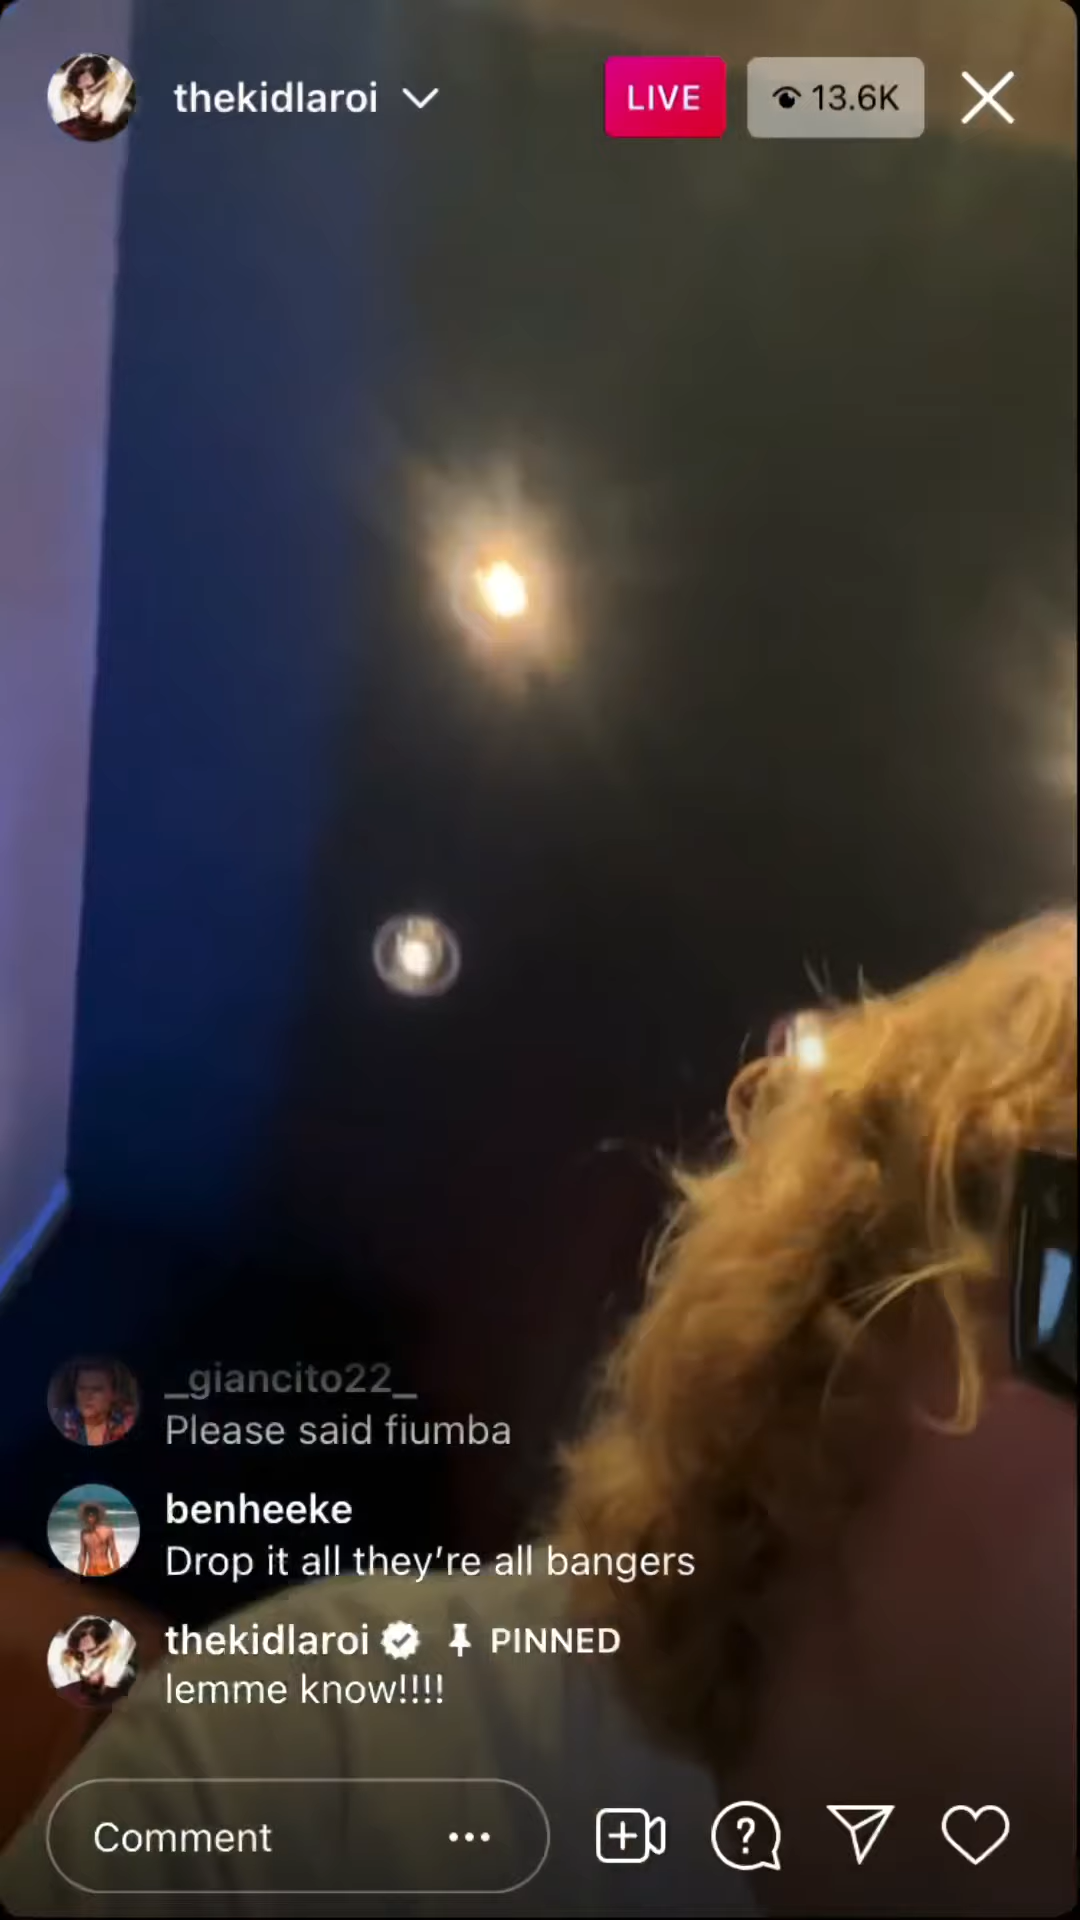 thekidlaroi
LIVE
13.6K
_giancito22_
Please said fiumba
benheeke
Drop it all they’re all bangers
thekidlaroi PINNED
lemme know!!!!
Comment